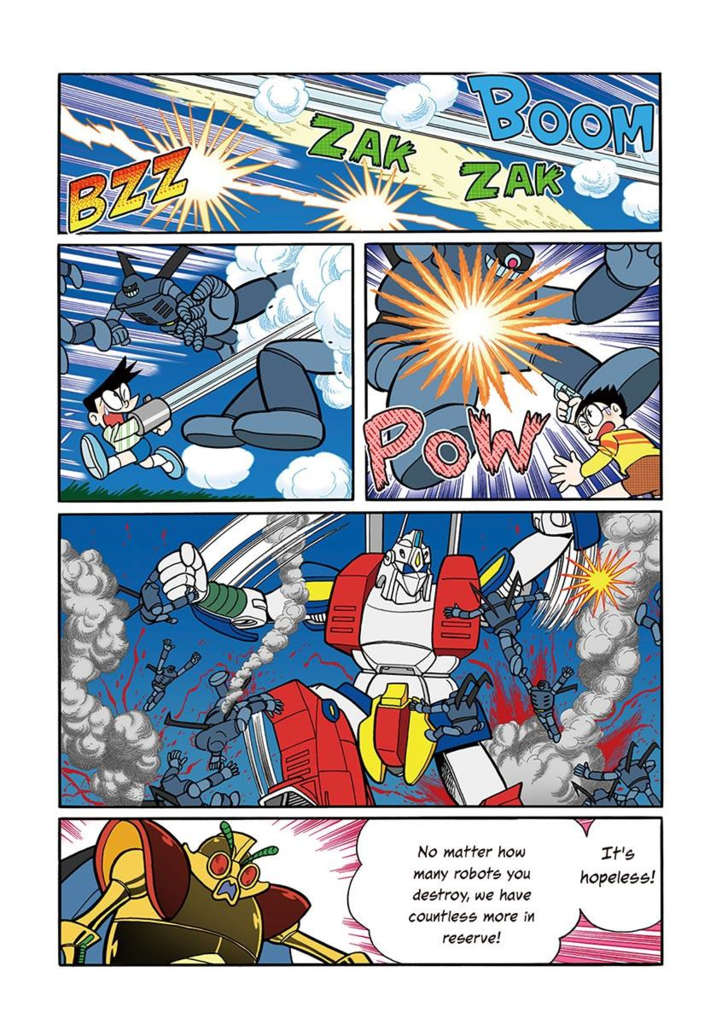 BOOM
ZAK
ZAK
BZZ
POW
It's
hopeless!
No matter how
many robots you
destroy, we have
countless more in
reserve!